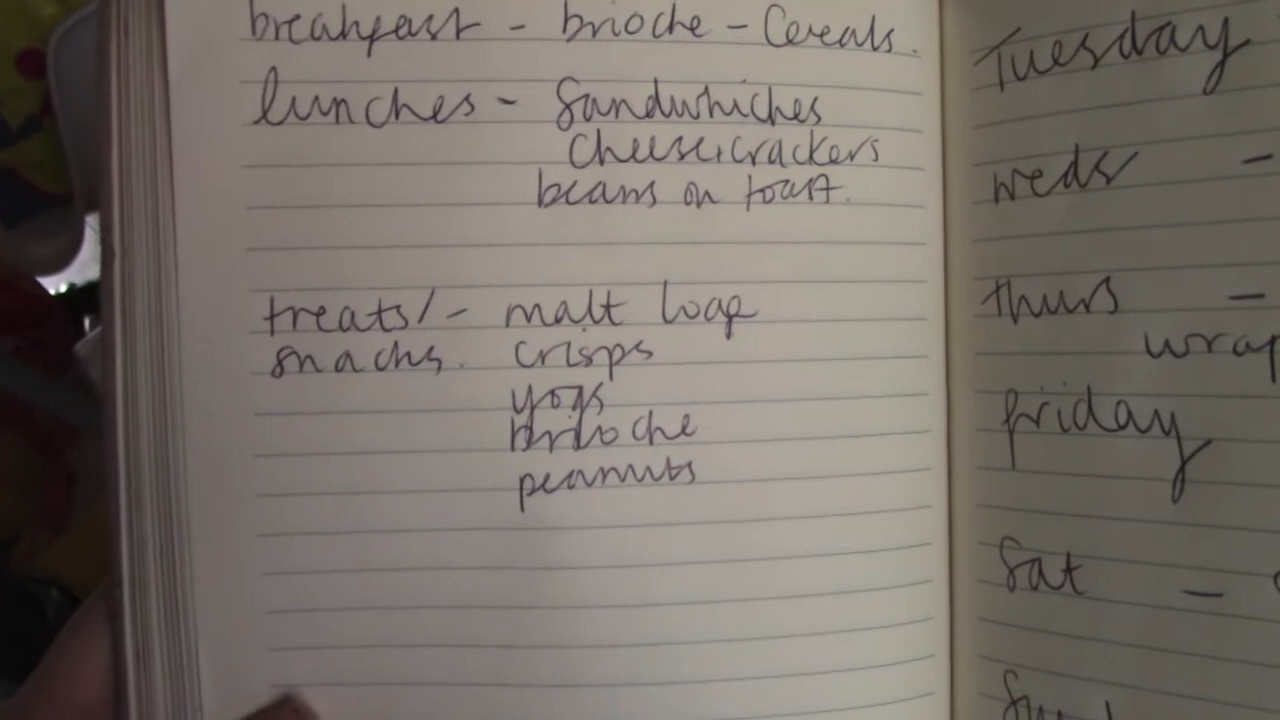 breakfast - brioche - Cereals.
lunches - Sandwhiches
Cheese+crackers
beans on toast.
treats/- malt loaf
snacks. crisps
yogs
brioche
peanuts
Tuesday
weds -
thurs -
wrap
friday
Sat -